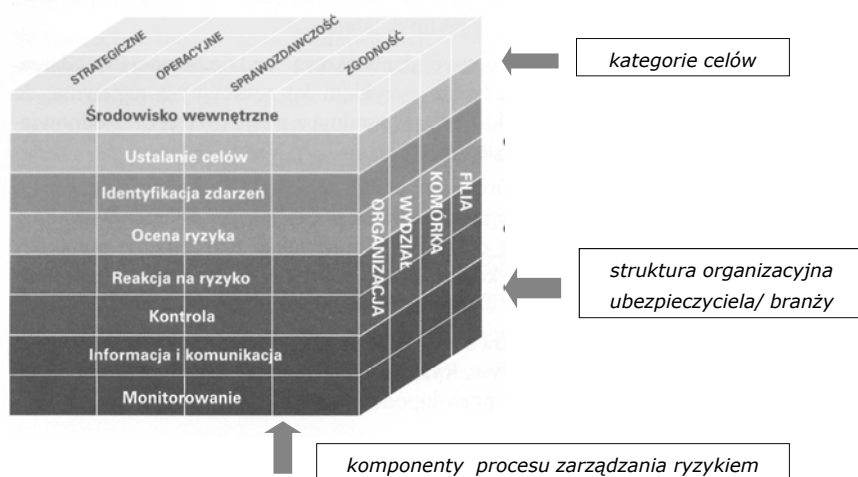 STRATEGICZNE
OPERACYJNE
SPRAWOZDAWCZOŚĆ
ZGODNOŚĆ
kategorie celów
Środowisko wewnętrzne
Ustalanie celów
Identyfikacja zdarzeń
Ocena ryzyka
Reakcja na ryzyko
Kontrola
Informacja i komunikacja
Monitorowanie
ORGANIZACJA
WYDZIAŁ
KOMÓRKA
FILIA
struktura organizacyjna
ubezpieczyciela/ branży
komponenty procesu zarządzania ryzykiem